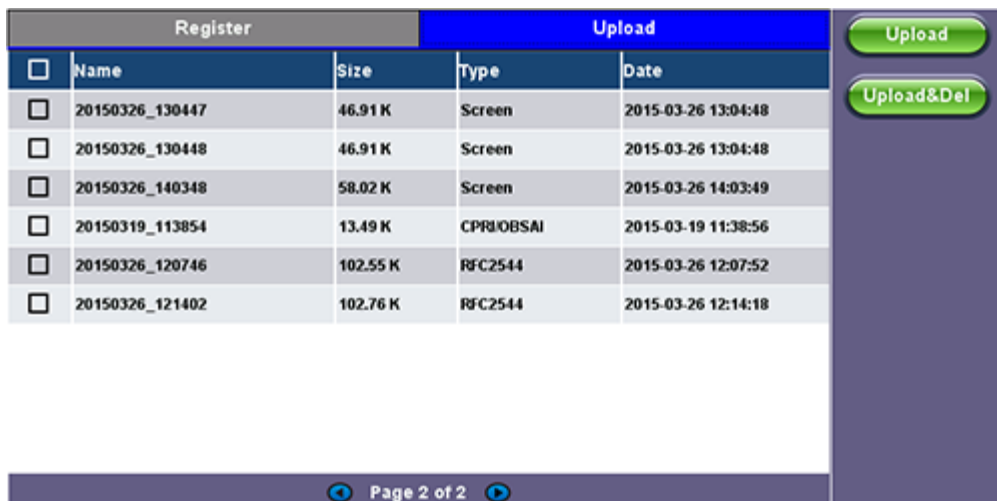 Register Upload
Name Size Type Date
20150326_130447 46.91 K Screen 2015-03-26 13:04:48
20150326_130448 46.91 K Screen 2015-03-26 13:04:48
20150326_140348 58.02 K Screen 2015-03-26 14:03:49
20150319_113854 13.49 K CPRI/OBSAI 2015-03-19 11:38:56
20150326_120746 102.55 K RFC2544 2015-03-26 12:07:52
20150326_121402 102.76 K RFC2544 2015-03-26 12:14:18
Page 2 of 2
Upload
Upload&Del